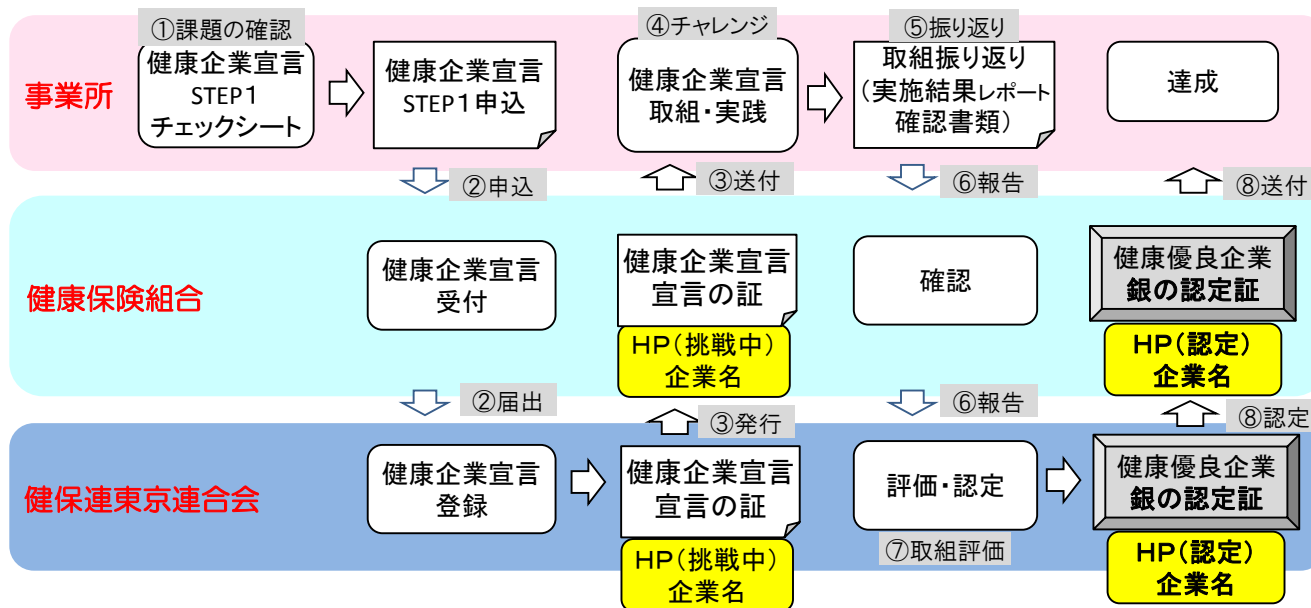 ①課題の確認
健康企業宣言
STEP1
チェックシート
健康企業宣言
STEP1申込
④チャレンジ
健康企業宣言
取組・実践
⑤振り返り
取組振り返り
(実施結果レポート
確認書類)
達成
事業所
②申込
③送付
⑥報告
⑧送付
健康保険組合
健康企業宣言
受付
健康企業宣言
宣言の証
HP(挑戦中)
企業名
確認
健康優良企業
銀の認定証
HP(認定)
企業名
②届出
③発行
⑥報告
⑧認定
健保連東京連合会
健康企業宣言
登録
健康企業宣言
宣言の証
HP(挑戦中)
企業名
評価・認定
⑦取組評価
健康優良企業
銀の認定証
HP(認定)
企業名